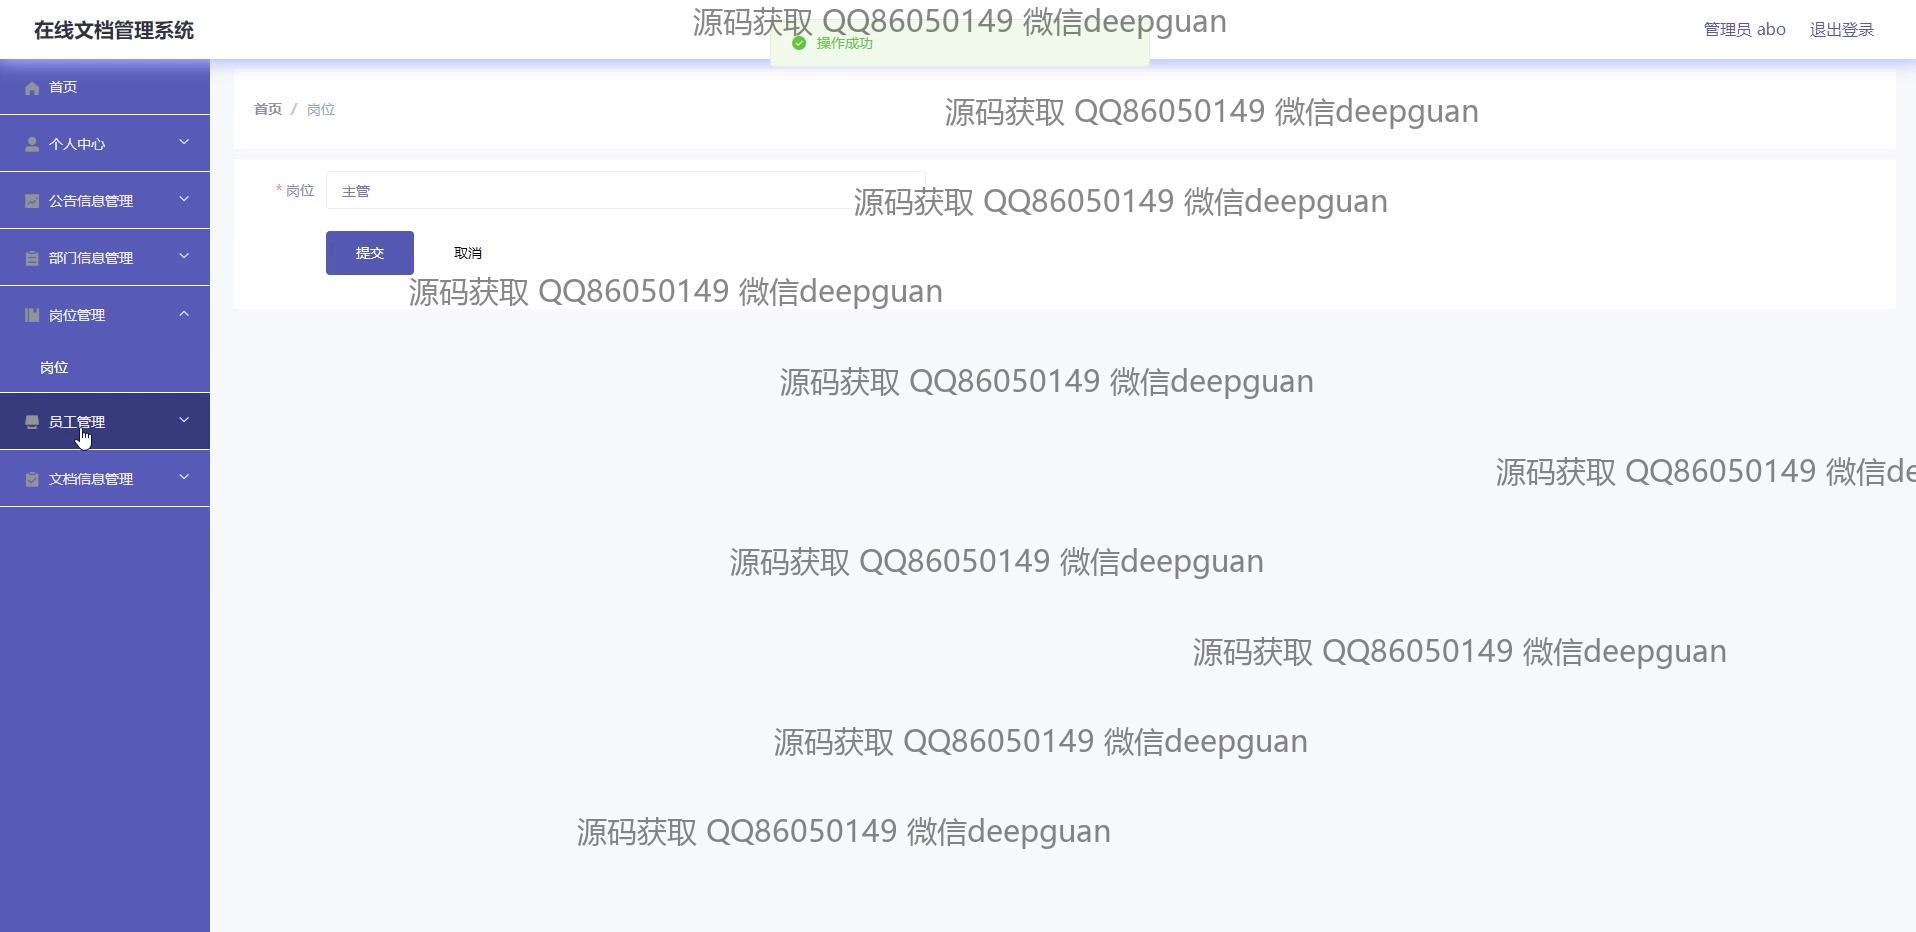 在线文档管理系统
源码获取 QQ86050149 微信deepguan
操作成功
管理员 abo
退出登录
首页
个人中心
公告信息管理
部门信息管理
岗位管理
岗位
员工管理
文档信息管理
首页 / 岗位
源码获取 QQ86050149 微信deepguan
* 岗位
主管
源码获取 QQ86050149 微信deepguan
提交
取消
源码获取 QQ86050149 微信deepguan
源码获取 QQ86050149 微信deepguan
源码获取 QQ86050149 微信de
源码获取 QQ86050149 微信deepguan
源码获取 QQ86050149 微信deepguan
源码获取 QQ86050149 微信deepguan
源码获取 QQ86050149 微信deepguan